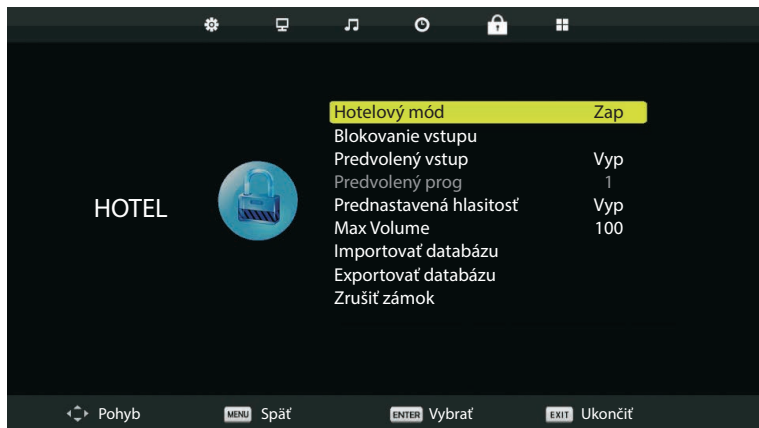 Hotelový mód Zap
Blokovanie vstupu
Predvolený vstup Vyp
Predvolený prog 1
HOTEL
Prednastavená hlasitosť Vyp
Max Volume 100
Importovať databázu
Exportovať databázu
Zrušiť zámok
Pohyb MENU Späť ENTER Vybrať EXIT Ukončiť